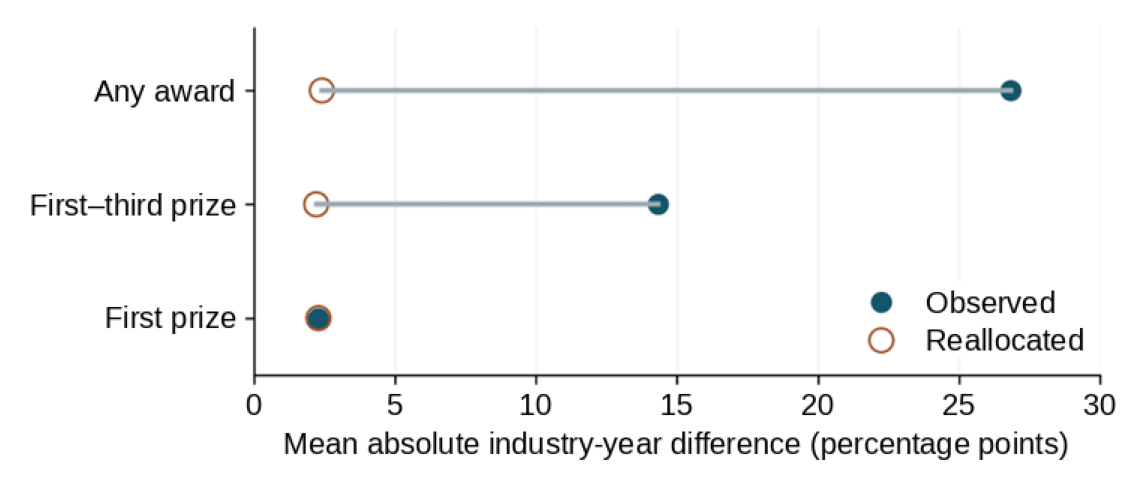 Any award
First–third prize
First prize
Observed
Reallocated
0 5 10 15 20 25 30
Mean absolute industry-year difference (percentage points)